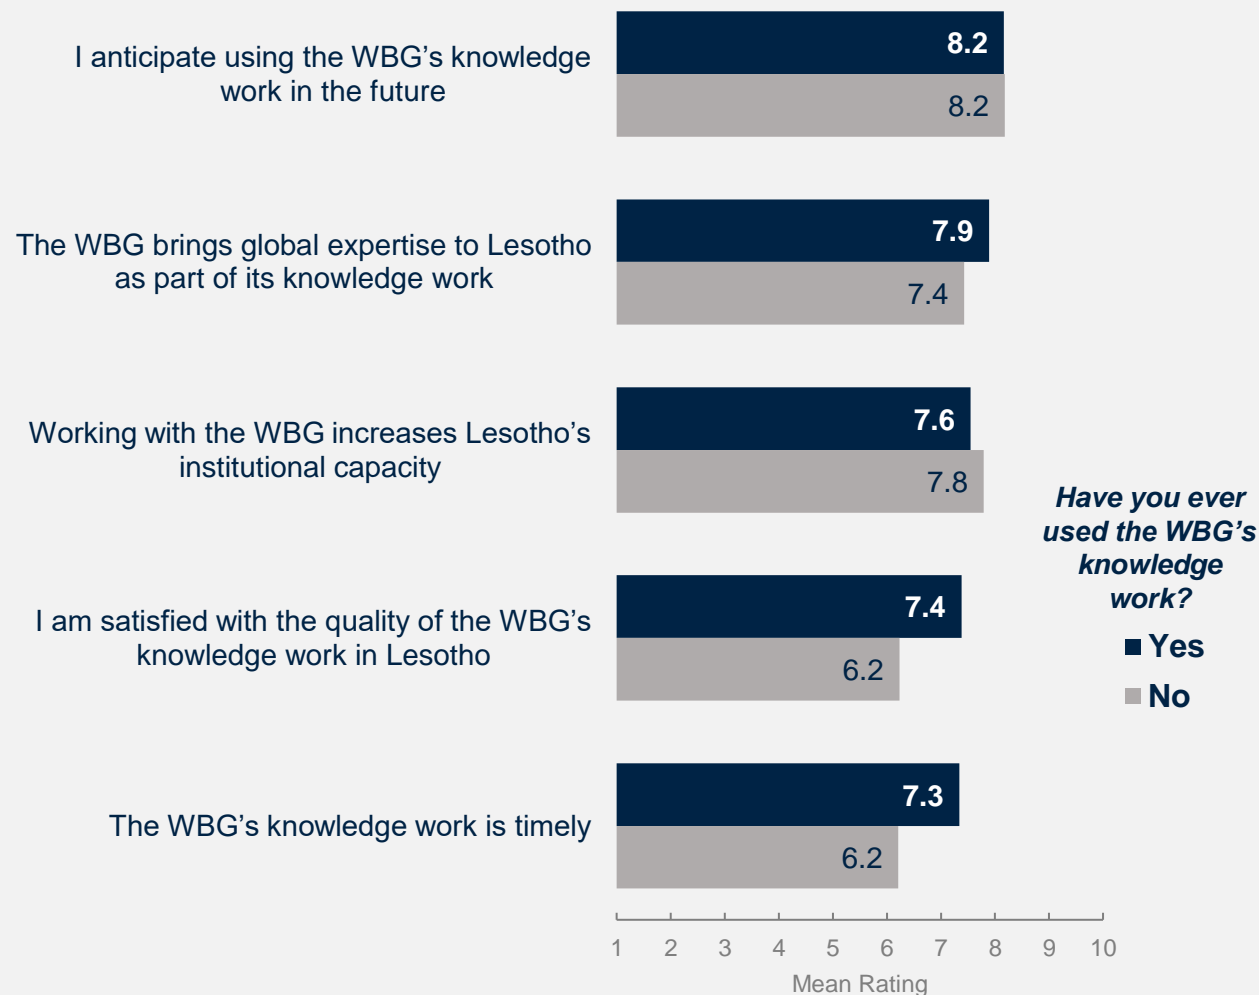 I anticipate using the WBG’s knowledge
work in the future
8.2
8.2
The WBG brings global expertise to Lesotho
as part of its knowledge work
7.9
7.4
Working with the WBG increases Lesotho’s
institutional capacity
7.6
7.8
I am satisfied with the quality of the WBG’s
knowledge work in Lesotho
7.4
6.2
The WBG’s knowledge work is timely
7.3
6.2
Have you ever
used the WBG’s
knowledge
work?
Yes
No
1 2 3 4 5 6 7 8 9 10
Mean Rating